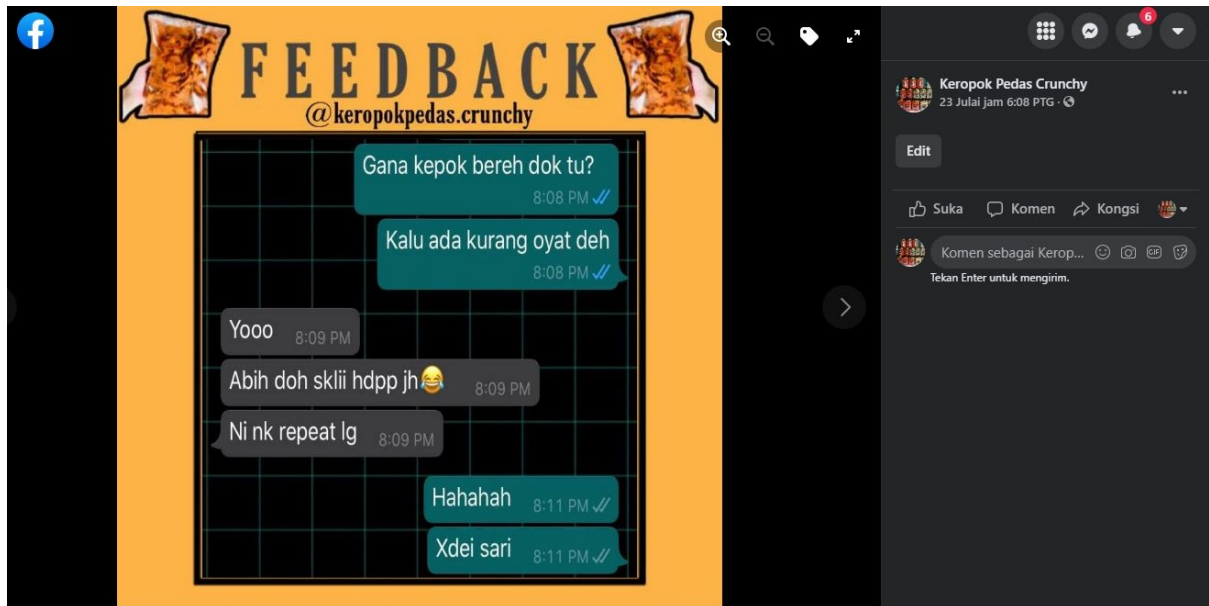 FEEDBACK
@keropokpedas.crunchy
Gana kepok bereh dok tu?
8:08 PM
Kalu ada kurang oyat deh
8:08 PM
Yooo 8:09 PM
Abih doh sklii hdpp jh😂 8:09 PM
Ni nk repeat lg 8:09 PM
Hahahah 8:11 PM
Xdei sari 8:11 PM
6
Keropok Pedas Crunchy
23 Julai jam 6:08 PTG ·
Edit
Suka Komen Kongsi
Komen sebagai Kerop... GIF
Tekan Enter untuk mengirim.